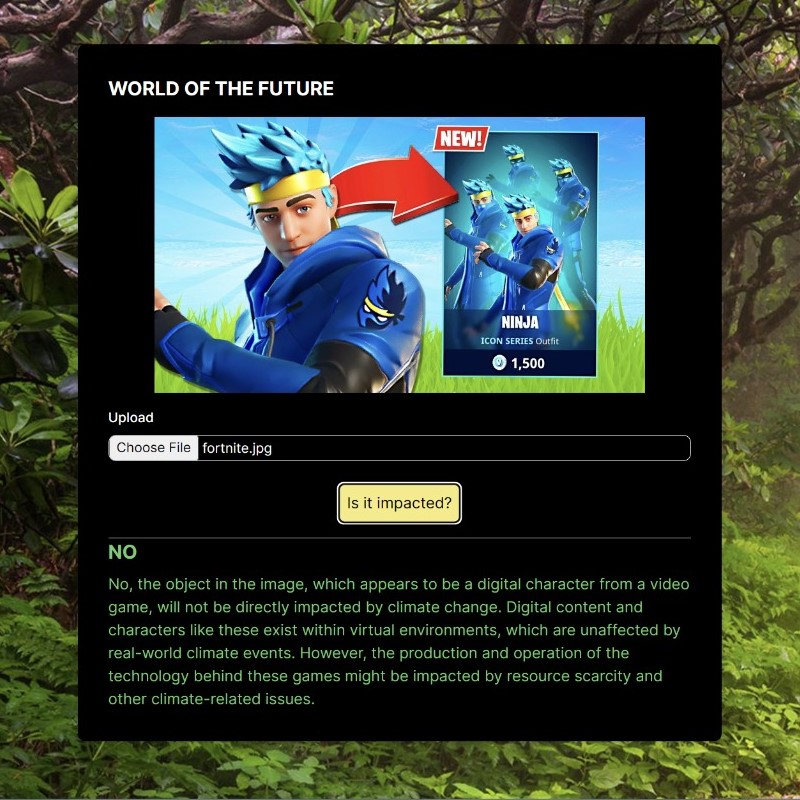 WORLD OF THE FUTURE
NEW!
NINJA
ICON SERIES Outfit
1,500
Upload
Choose File fortnite.jpg
Is it impacted?
NO
No, the object in the image, which appears to be a digital character from a video
game, will not be directly impacted by climate change. Digital content and
characters like these exist within virtual environments, which are unaffected by
real-world climate events. However, the production and operation of the
technology behind these games might be impacted by resource scarcity and
other climate-related issues.